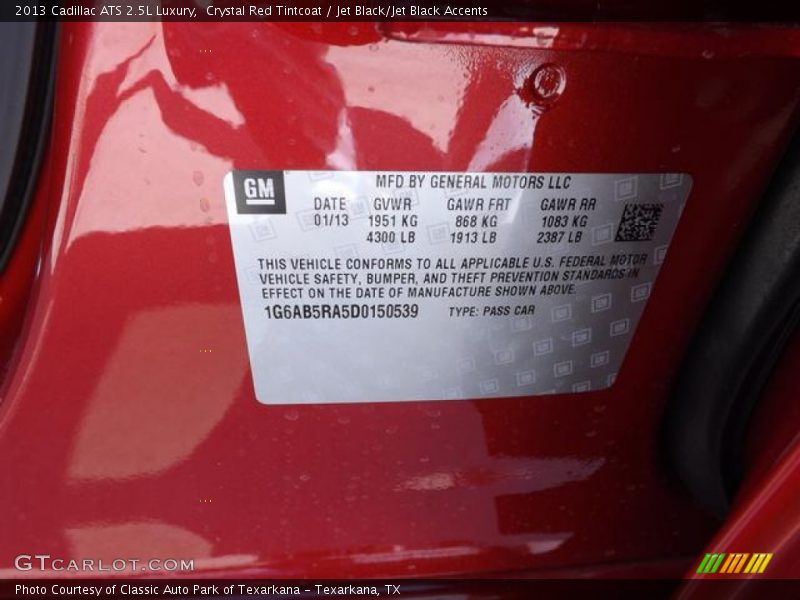 2013 Cadillac ATS 2.5L Luxury,  Crystal Red Tintcoat / Jet Black/Jet Black Accents
GM
MFD BY GENERAL MOTORS LLC
DATE GVWR GAWR FRT GAWR RR
01/13 1951 KG 868 KG 1083 KG
4300 LB 1913 LB 2387 LB
THIS VEHICLE CONFORMS TO ALL APPLICABLE U.S. FEDERAL MOTOR
VEHICLE SAFETY, BUMPER, AND THEFT PREVENTION STANDARDS IN
EFFECT ON THE DATE OF MANUFACTURE SHOWN ABOVE.
1G6AB5RA5D0150539 TYPE: PASS CAR
GTCARLOT.COM
Photo Courtesy of Classic Auto Park of Texarkana - Texarkana, TX